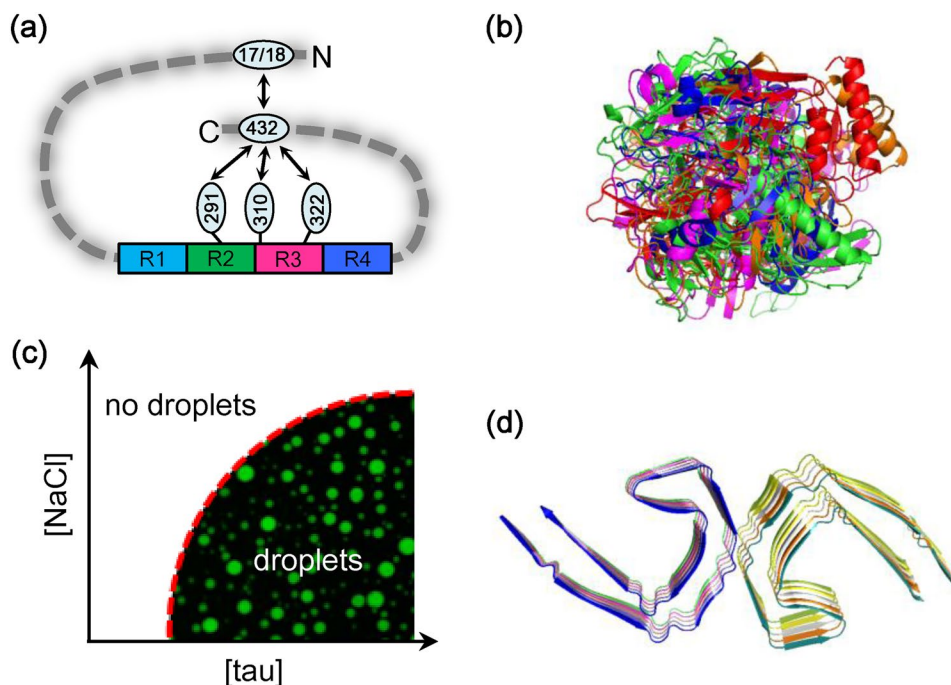 (a)
17/18 N
C 432
291 310 322
R1 R2 R3 R4
(b)
(c)
no droplets
[NaCl]
droplets
[tau]
(d)